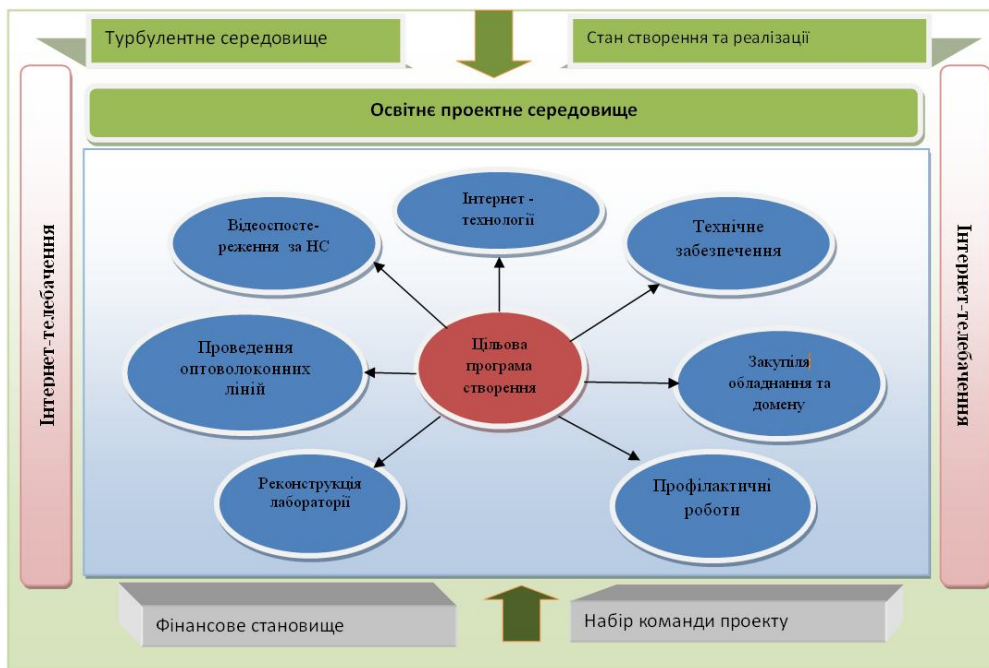 Турбулентне середовище
Стан створення та реалізації
Освітнє проектне середовище
Інтернет-телебачення
Інтернет -
технології
Відеоспосте-
реження за НС
Технічне
забезпечення
Цільова
програма
створення
Проведення
оптоволоконних
ліній
Закупіля
обладнання та
домену
Реконструкція
лабораторії
Профілактичні
роботи
Інтернет-телебачення
Фінансове становище
Набір команди проекту